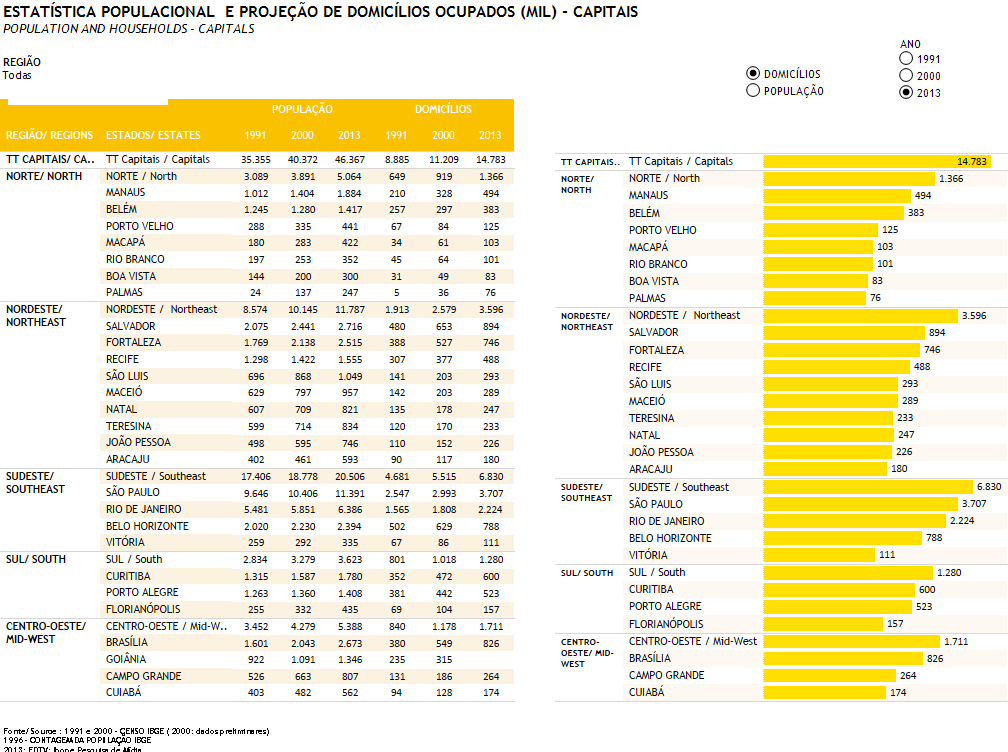 ESTATÍSTICA POPULACIONAL E PROJEÇÃO DE DOMICÍLIOS OCUPADOS (MIL) - CAPITAIS
POPULATION AND HOUSEHOLDS - CAPITALS
REGIÃO
Todas
DOMICÍLIOS
POPULAÇÃO
ANO
1991
2000
2013
POPULAÇÃO DOMICÍLIOS
REGIÃO/ REGIONS ESTADOS/ ESTATES 1991 2000 2013 1991 2000 2013
TT CAPITAIS/ CA.. TT Capitais / Capitals 35.355 40.372 46.367 8.885 11.209 14.783
NORTE/ NORTH NORTE / North 3.089 3.891 5.064 649 919 1.366
MANAUS 1.012 1.404 1.884 210 328 494
BELÉM 1.245 1.280 1.417 257 297 383
PORTO VELHO 288 335 441 67 84 125
MACAPÁ 180 283 422 34 61 103
RIO BRANCO 197 253 352 45 64 101
BOA VISTA 144 200 300 31 49 83
PALMAS 24 137 247 5 36 76
NORDESTE/ NORDESTE / Northeast 8.574 10.145 11.787 1.913 2.579 3.596
NORTHEAST
SALVADOR 2.075 2.441 2.716 480 653 894
FORTALEZA 1.769 2.138 2.515 388 527 746
RECIFE 1.298 1.422 1.555 307 377 488
SÃO LUIS 696 868 1.049 141 203 293
MACEIÓ 629 797 957 142 203 289
NATAL 607 709 821 135 178 247
TERESINA 599 714 834 120 170 233
JOÃO PESSOA 498 595 746 110 152 226
ARACAJU 402 461 593 90 117 180
SUDESTE/ SUDESTE / Southeast 17.406 18.778 20.506 4.681 5.515 6.830
SOUTHEAST
SÃO PAULO 9.646 10.406 11.391 2.547 2.993 3.707
RIO DE JANEIRO 5.481 5.851 6.386 1.565 1.808 2.224
BELO HORIZONTE 2.020 2.230 2.394 502 629 788
VITÓRIA 259 292 335 67 86 111
SUL/ SOUTH SUL / South 2.834 3.279 3.623 801 1.018 1.280
CURITIBA 1.315 1.587 1.780 352 472 600
PORTO ALEGRE 1.263 1.360 1.408 381 442 523
FLORIANÓPOLIS 255 332 435 69 104 157
CENTRO-OESTE/ CENTRO-OESTE / Mid-W.. 3.452 4.279 5.388 840 1.178 1.711
MID-WEST
BRASÍLIA 1.601 2.043 2.673 380 549 826
GOIÂNIA 922 1.091 1.346 235 315
CAMPO GRANDE 526 663 807 131 186 264
CUIABÁ 403 482 562 94 128 174
TT CAPITAIS.. TT Capitais / Capitals 14.783
NORTE/ NORTE / North 1.366
NORTH
MANAUS 494
BELÉM 383
PORTO VELHO 125
MACAPÁ 103
RIO BRANCO 101
BOA VISTA 83
PALMAS 76
NORDESTE/ NORDESTE / Northeast 3.596
NORTHEAST
SALVADOR 894
FORTALEZA 746
RECIFE 488
SÃO LUIS 293
MACEIÓ 289
TERESINA 233
NATAL 247
JOÃO PESSOA 226
ARACAJU 180
SUDESTE/ SUDESTE / Southeast 6.830
SOUTHEAST
SÃO PAULO 3.707
RIO DE JANEIRO 2.224
BELO HORIZONTE 788
VITÓRIA 111
SUL/ SOUTH SUL / South 1.280
CURITIBA 600
PORTO ALEGRE 523
FLORIANÓPOLIS 157
CENTRO- CENTRO-OESTE / Mid-West 1.711
OESTE/ MID-
WEST
BRASÍLIA 826
CAMPO GRANDE 264
CUIABÁ 174
Fonte/ Source : 1991 e 2000 - CENSO IBGE ( 2000: dados preliminares)
1996 - CONTAGEM DA POPULAÇÃO IBGE
2013: EDTV: Ibope Pesquisa de Mídia